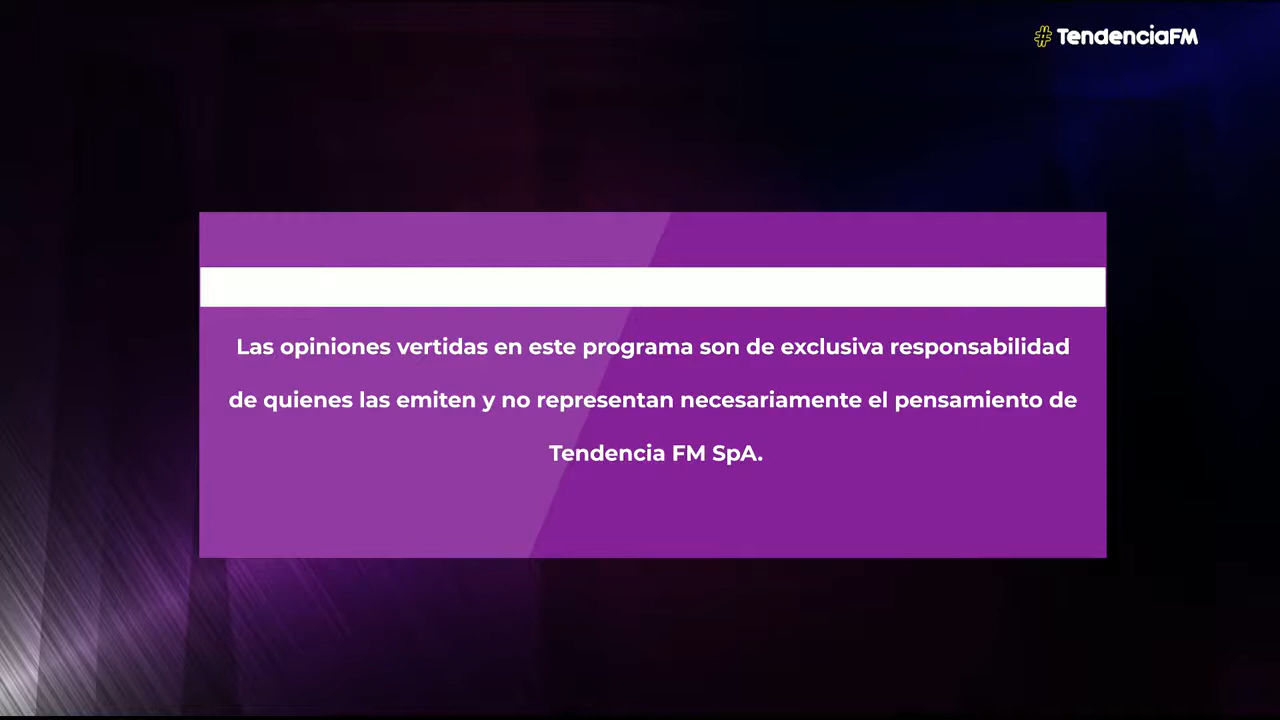 #TendenciaFM
Las opiniones vertidas en este programa son de exclusiva responsabilidad
de quienes las emiten y no representan necesariamente el pensamiento de
Tendencia FM SpA.